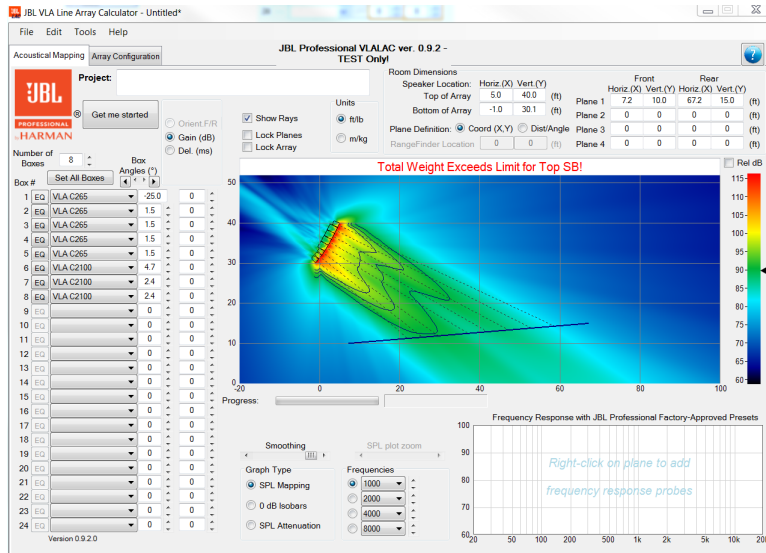 JBL VLA Line Array Calculator - Untitled*
File Edit Tools Help
Acoustical Mapping Array Configuration
JBL Professional VLALAC ver. 0.9.2 -
TEST Only!
JBL
PROFESSIONAL
by HARMAN
®
Project:
Get me started
Orient.F/R
Gain (dB)
Del. (ms)
Show Rays
Lock Planes
Lock Array
Units
ft/lb
m/kg
Room Dimensions
Speaker Location: Horiz.(X) Vert.(Y)
Top of Array 5.0 40.0 (ft)
Bottom of Array -1.0 30.1 (ft)
Plane Definition: Coord (X,Y) Dist/Angle
RangeFinder Location 0 0 (ft)
Front Rear
Horiz.(X) Vert.(Y) Horiz.(X) Vert.(Y)
Plane 1 7.2 10.0 67.2 15.0 (ft)
Plane 2 0 0 0 0 (ft)
Plane 3 0 0 0 0 (ft)
Plane 4 0 0 0 0 (ft)
Number of Boxes 8
Box Angles (°)
Box # Set All Boxes
1 EQ VLA C265 -25.0 0
2 EQ VLA C265 1.5 0
3 EQ VLA C265 1.5 0
4 EQ VLA C265 1.5 0
5 EQ VLA C265 1.5 0
6 EQ VLA C2100 4.7 0
7 EQ VLA C2100 2.4 0
8 EQ VLA C2100 2.4 0
9 EQ 0 0
10 EQ 0 0
11 EQ 0 0
12 EQ 0 0
13 EQ 0 0
14 EQ 0 0
15 EQ 0 0
16 EQ 0 0
17 EQ 0 0
18 EQ 0 0
19 EQ 0 0
20 EQ 0 0
21 EQ 0 0
22 EQ 0 0
23 EQ 0 0
24 EQ 0 0
Version 0.9.2.0
Total Weight Exceeds Limit for Top SB!
Rel dB
50
40
30
20
10
0
-20 0 20 40 60 80 100
115
110
105
100
95
90
85
80
75
70
65
60
Progress:
Smoothing
SPL plot zoom
Graph Type
SPL Mapping
0 dB Isobars
SPL Attenuation
Frequencies
1000
2000
4000
8000
Frequency Response with JBL Professional Factory-Approved Presets
100
90
80
70
60
Right-click on plane to add
frequency response probes
20 50 100 200 500 1k 2k 5k 10k